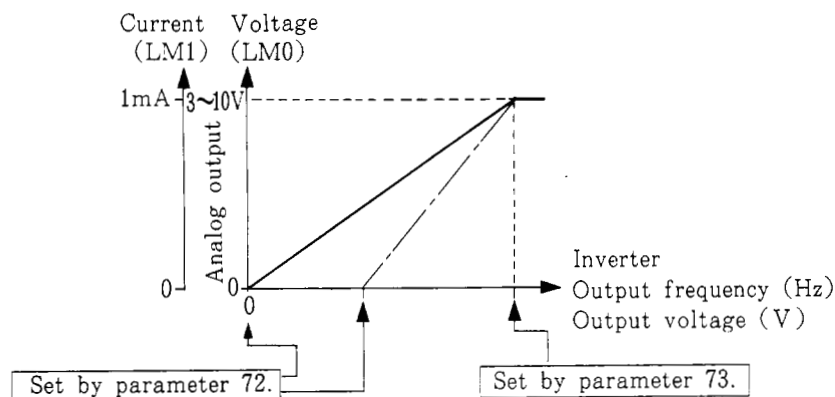 Current Voltage
(LM1) (LM0)
1mA 3~10V
Analog output
0 0
0
Inverter
Output frequency (Hz)
Output voltage (V)
Set by parameter 72.
Set by parameter 73.